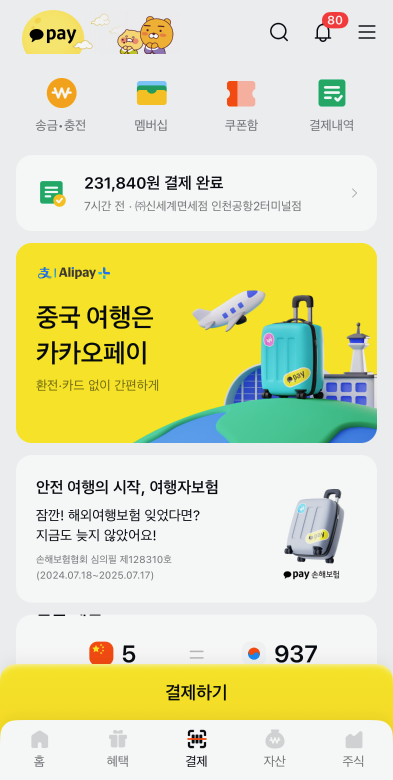 pay
80
송금•충전
멤버십
쿠폰함
결제내역
231,840원 결제 완료
7시간 전 · ㈜신세계면세점 인천공항2터미널점
支 | Alipay+
중국 여행은
카카오페이
환전·카드 없이 간편하게
pay
안전 여행의 시작, 여행자보험
잠깐! 해외여행보험 잊었다면?
지금도 늦지 않았어요!
손해보험협회 심의필 제128310호
(2024.07.18~2025.07.17)
pay
pay 손해보험
5 = 937
결제하기
홈
혜택
결제
자산
주식